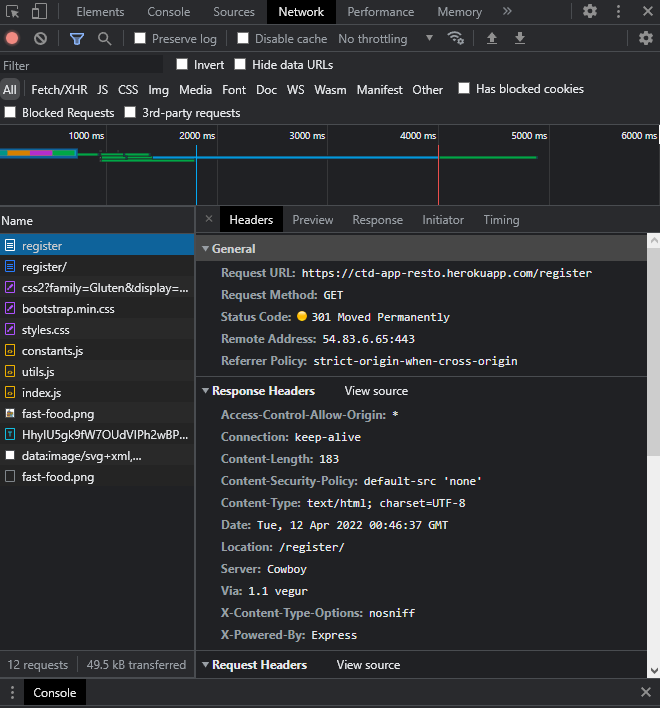 Elements Console Sources Network Performance Memory »
Preserve log Disable cache No throttling
Filter Invert Hide data URLs
All Fetch/XHR JS CSS Img Media Font Doc WS Wasm Manifest Other Has blocked cookies
Blocked Requests 3rd-party requests
1000 ms 2000 ms 3000 ms 4000 ms 5000 ms 6000 ms
Name
register
register/
css2?family=Gluten&display=...
bootstrap.min.css
styles.css
constants.js
utils.js
index.js
fast-food.png
HhyIU5gk9fW7OUdVIPh2wBP...
data:image/svg+xml,...
fast-food.png
12 requests 49.5 kB transferred
× Headers Preview Response Initiator Timing
General
Request URL: https://ctd-app-resto.herokuapp.com/register
Request Method: GET
Status Code: 301 Moved Permanently
Remote Address: 54.83.6.65:443
Referrer Policy: strict-origin-when-cross-origin
Response Headers View source
Access-Control-Allow-Origin: *
Connection: keep-alive
Content-Length: 183
Content-Security-Policy: default-src 'none'
Content-Type: text/html; charset=UTF-8
Date: Tue, 12 Apr 2022 00:46:37 GMT
Location: /register/
Server: Cowboy
Via: 1.1 vegur
X-Content-Type-Options: nosniff
X-Powered-By: Express
Request Headers View source
Console